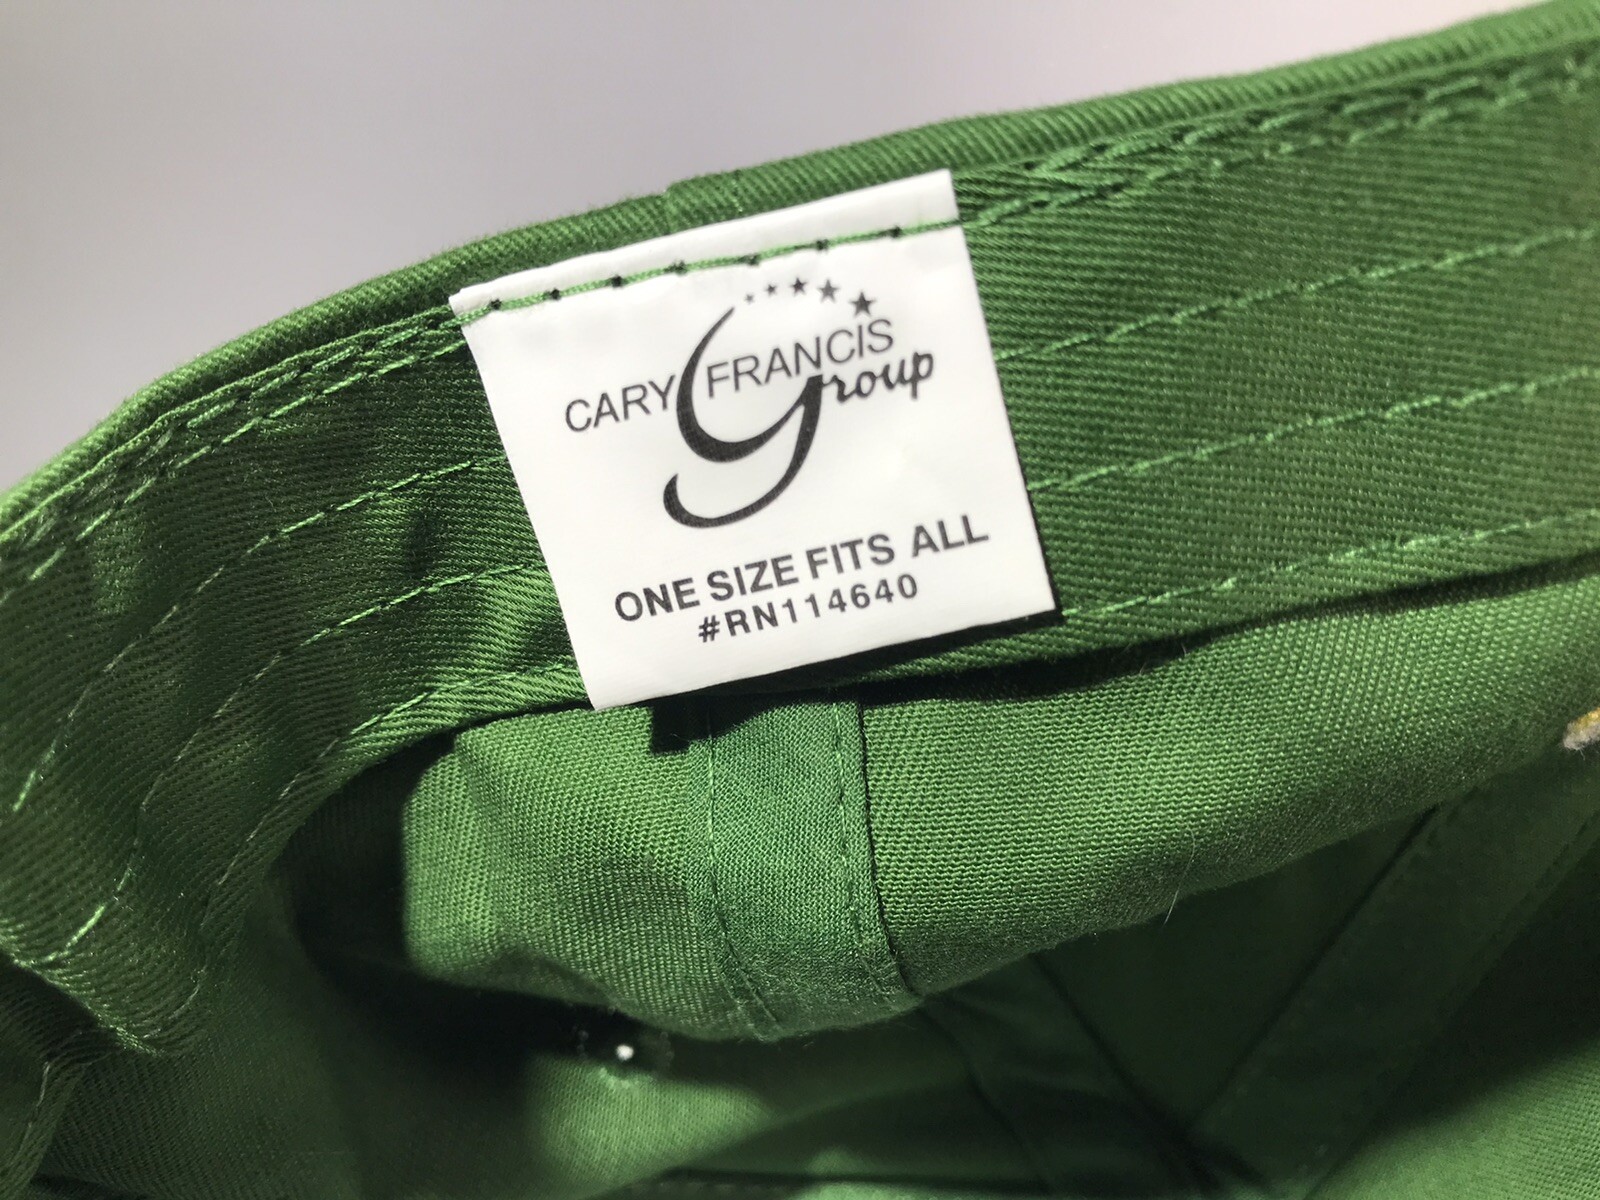 CARY FRANCIS
Group
ONE SIZE FITS ALL
#RN114640